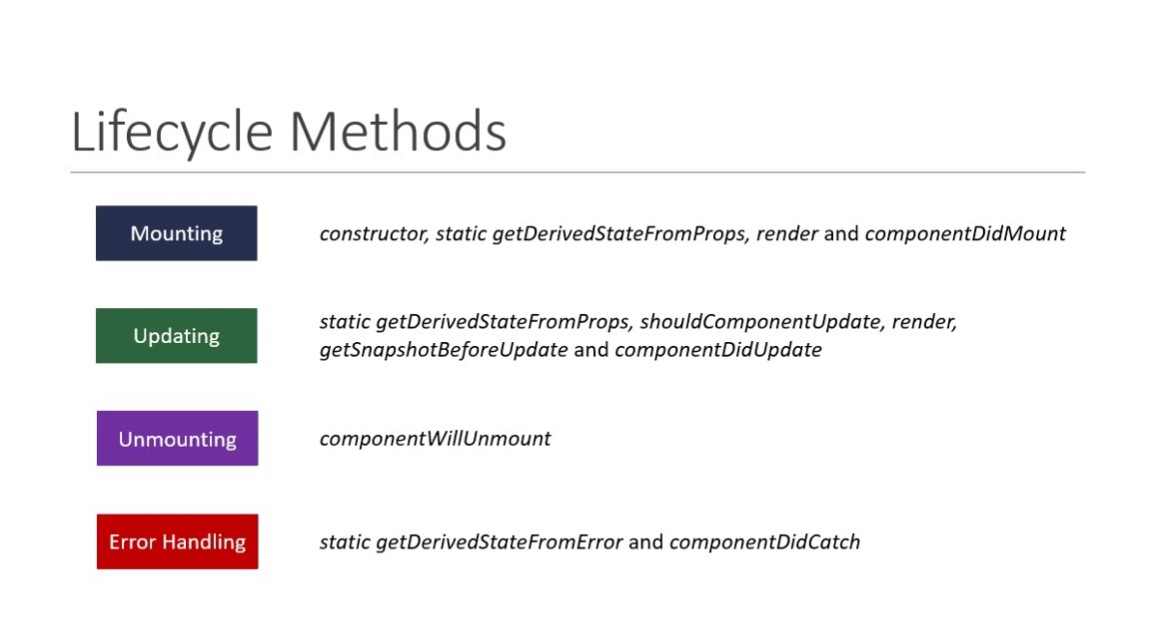 Lifecycle Methods
Mounting
constructor, static getDerivedStateFromProps, render and componentDidMount
Updating
static getDerivedStateFromProps, shouldComponentUpdate, render,
getSnapshotBeforeUpdate and componentDidUpdate
Unmounting
componentWillUnmount
Error Handling
static getDerivedStateFromError and componentDidCatch